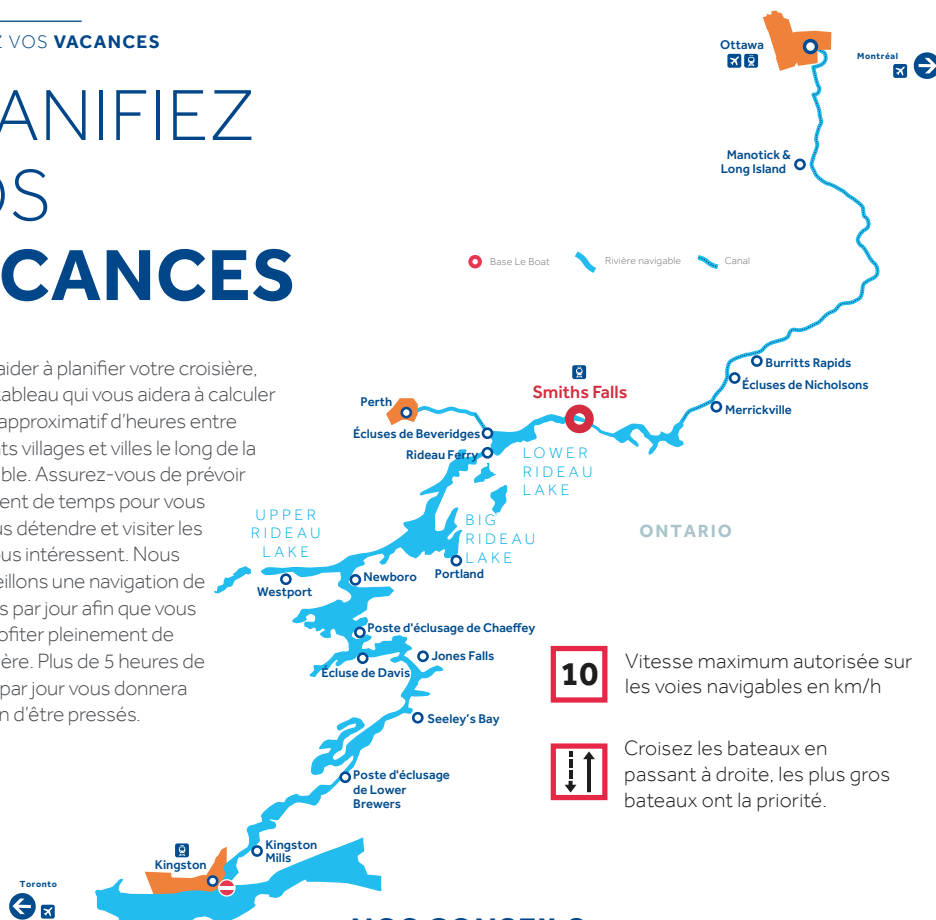 Z VOS VACANCES
ANIFIEZ
OS
CANCES
aider à planifier votre croisière,
tableau qui vous aidera à calculer
approximatif d'heures entre
ts villages et villes le long de la
ble. Assurez-vous de prévoir
ent de temps pour vous
us détendre et visiter les
ous intéressent. Nous
eillons une navigation de
s par jour afin que vous
ofiter pleinement de
ière. Plus de 5 heures de
par jour vous donnera
n d'être pressés.
Ottawa
Montréal
Manotick &
Long Island
Base Le Boat
Rivière navigable
Canal
Burritts Rapids
Écluses de Nicholsons
Merrickville
Smiths Falls
Perth
Écluses de Beveridges
Rideau Ferry
LOWER
RIDEAU
LAKE
UPPER
RIDEAU
LAKE
BIG
RIDEAU
LAKE
ONTARIO
Westport
Newboro
Portland
Poste d'éclusage de Chaeffey
Jones Falls
Écluse de Davis
Seeley's Bay
Poste d'éclusage
de Lower
Brewers
Kingston
Mills
Kingston
Toronto
10
Vitesse maximum autorisée sur
les voies navigables en km/h
Croisez les bateaux en
passant à droite, les plus gros
bateaux ont la priorité.
NOS CONSEILS